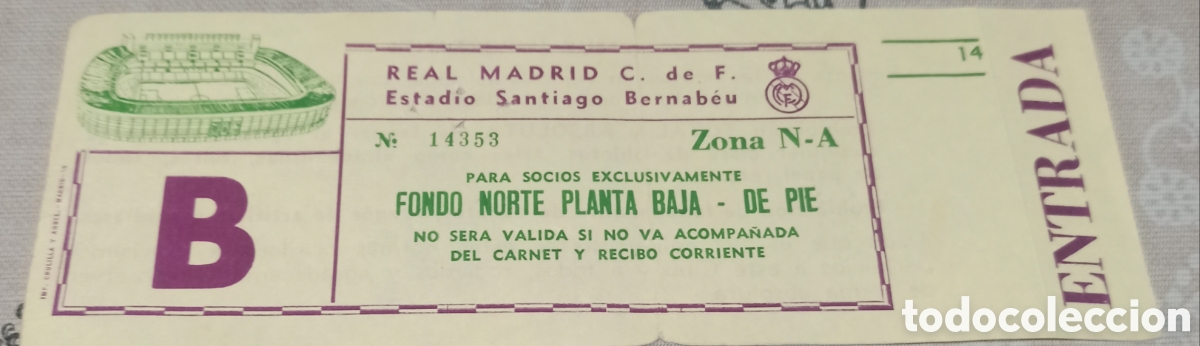 REAL MADRID C. de F.
Estadio Santiago Bernabéu
Nº 14353 Zona N-A
B
PARA SOCIOS EXCLUSIVAMENTE
FONDO NORTE PLANTA BAJA - DE PIE
NO SERA VALIDA SI NO VA ACOMPAÑADA
DEL CARNET Y RECIBO CORRIENTE
14
ENTRADA
todocoleccion